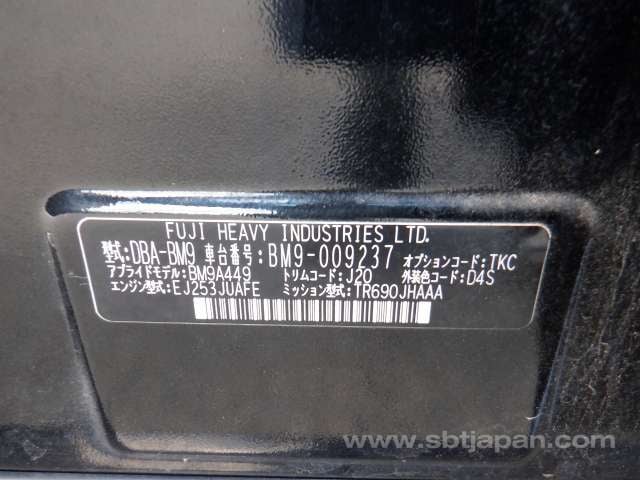 FUJI HEAVY INDUSTRIES LTD.
型式:DBA-BM9 車台番号:BM9-009237 オプションコード:TKC
アプライドモデル:BM9A449 トリムコード:J20 外装色コード:D4S
エンジン型式:EJ253JUAFE ミッション型式:TR690JHAAA
www.sbtjapan.com